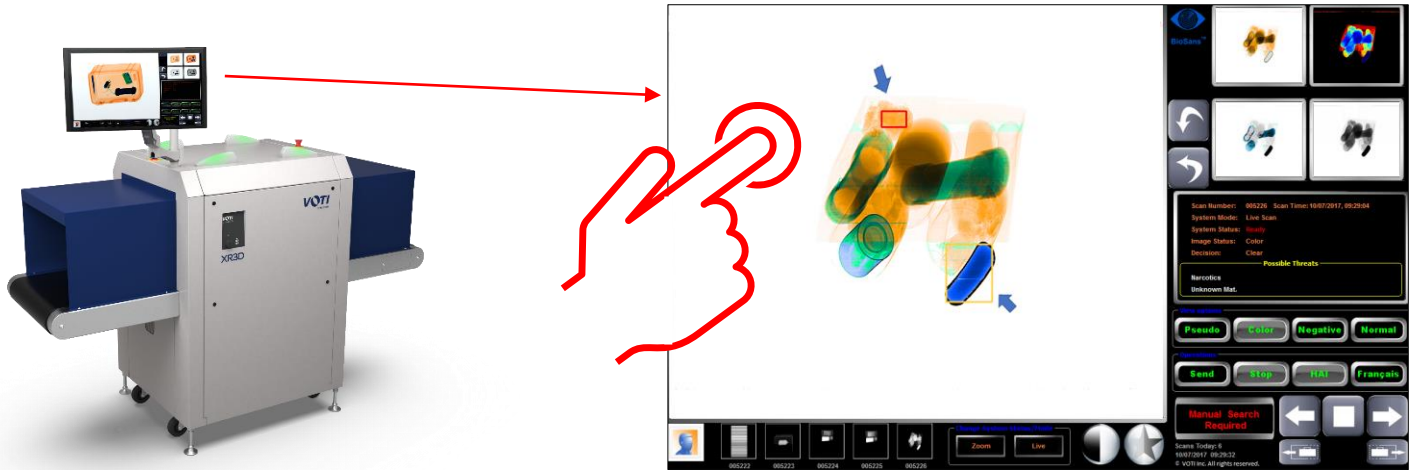 VOTI
XR3D
BioSens™
Scan Number: 005226 Scan Time: 10/07/2017, 09:29:04
System Mode: Live Scan
System Status: Ready
Image Status: Color
Decision: Clear
Possible Threats
Narcotics
Unknown Mat.
Pseudo Color Negative Normal
Operations
Send Stop HAI Français
Manual Search
Required
Zoom Live
005222 005223 005224 005225 005226
Scans Today: 6
10/07/2017 09:29:32
© VOTI Inc. All rights reserved.